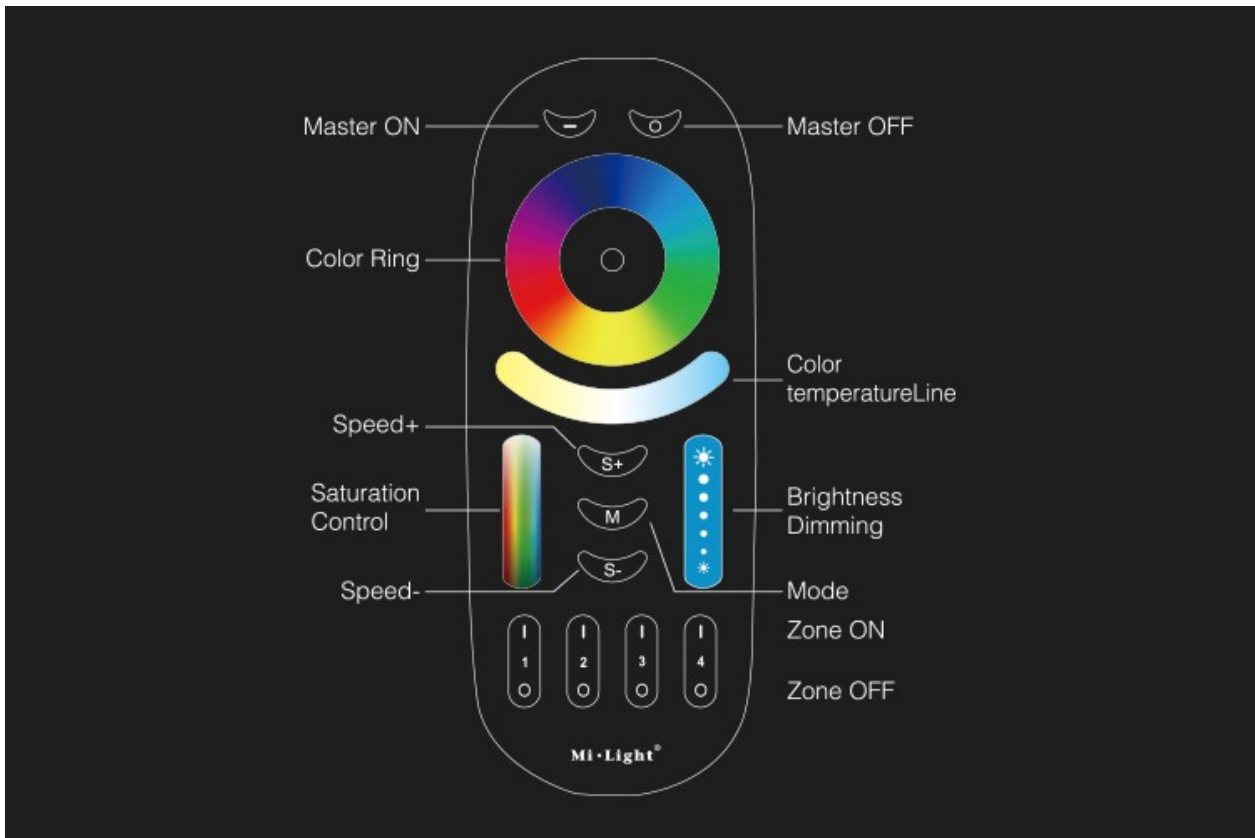 Master ON
Master OFF
Color Ring
Color
temperatureLine
Speed+
S+
Saturation
Control
M
Brightness
Dimming
S-
Speed-
Mode
Zone ON
1 2 3 4
Zone OFF
Mi·Light®